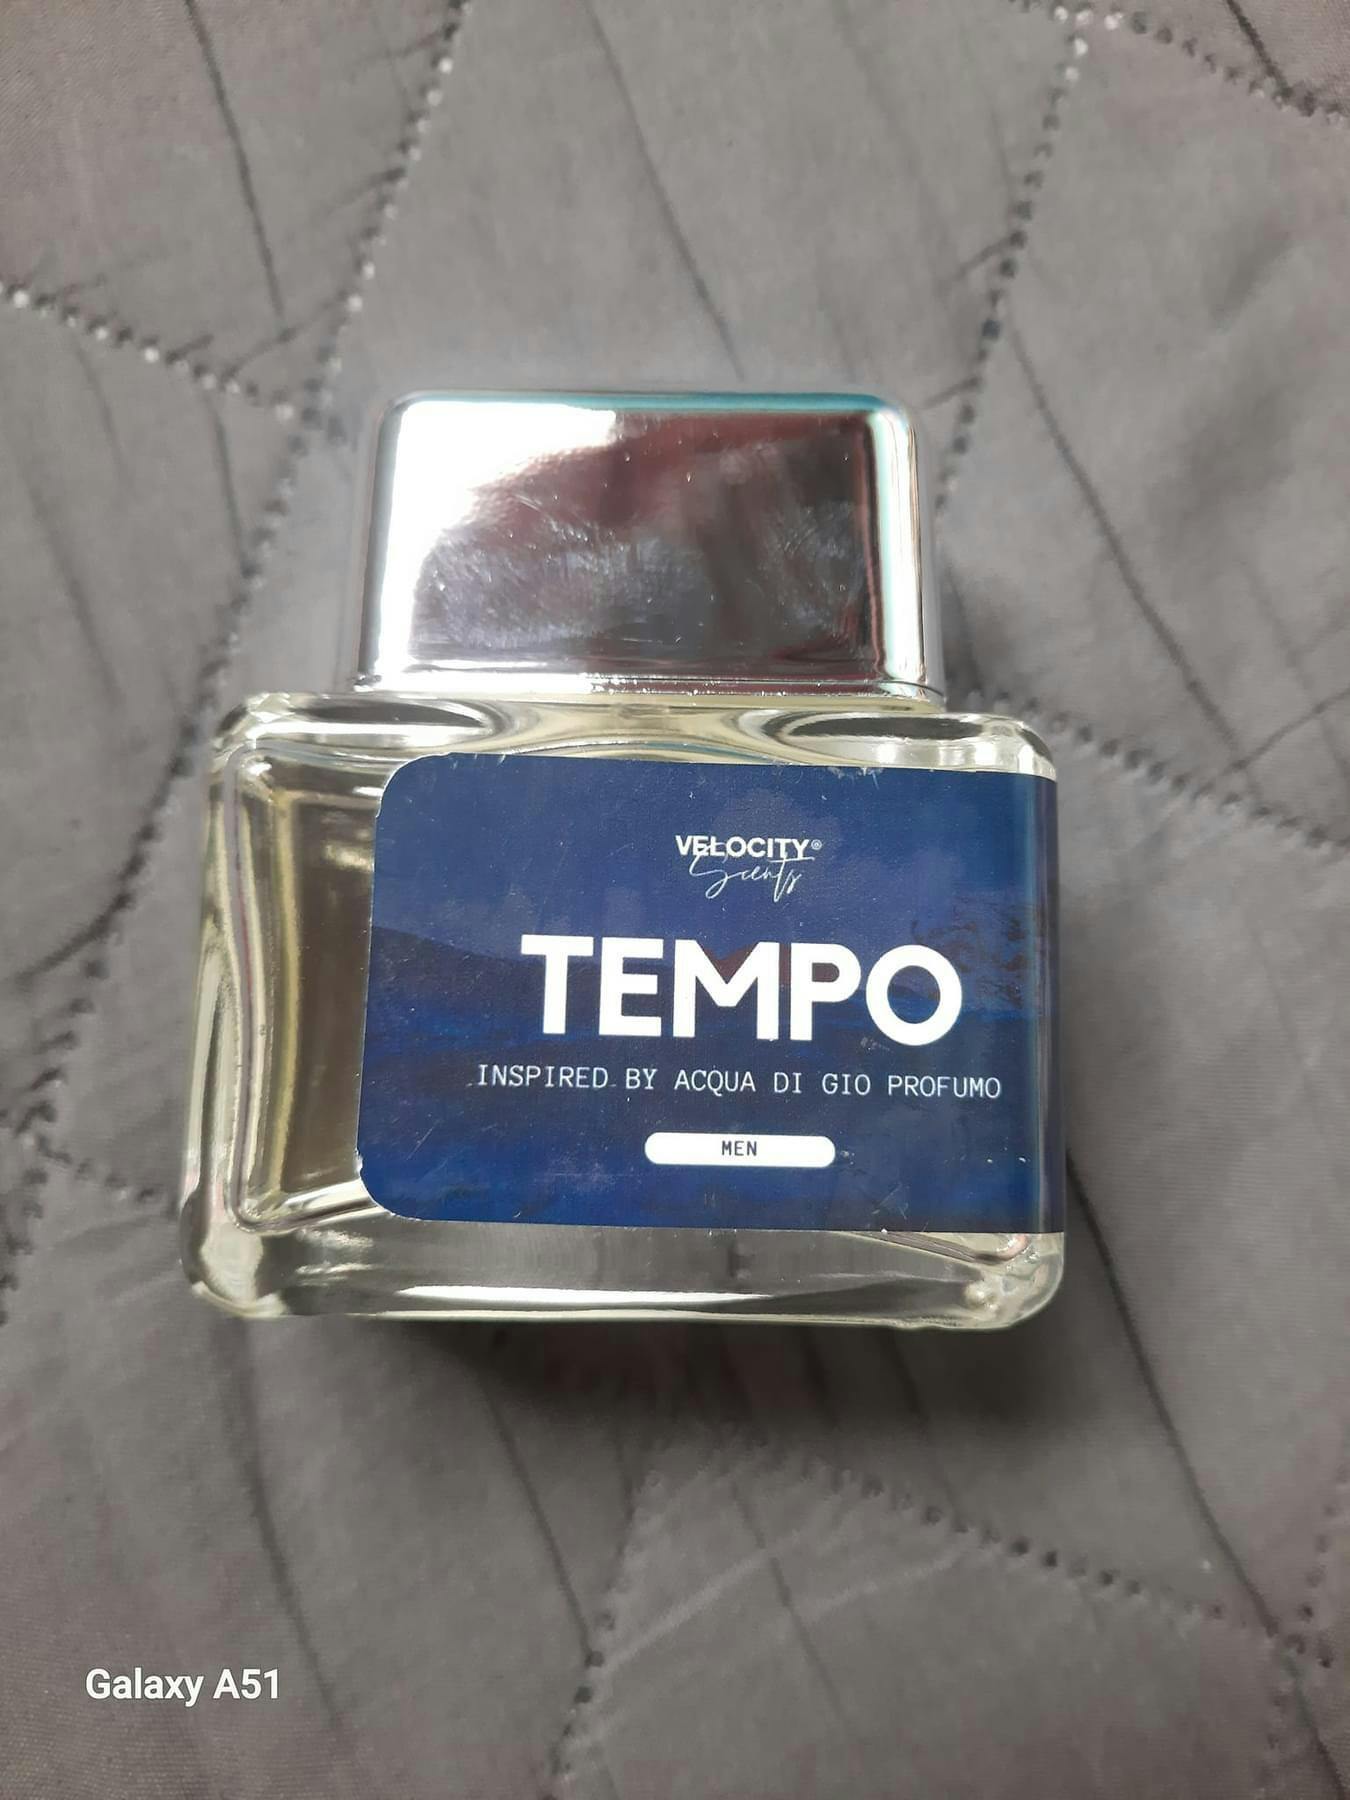 VELOCITY®
Scents
TEMPO
INSPIRED BY ACQUA DI GIO PROFUMO
MEN
Galaxy A51